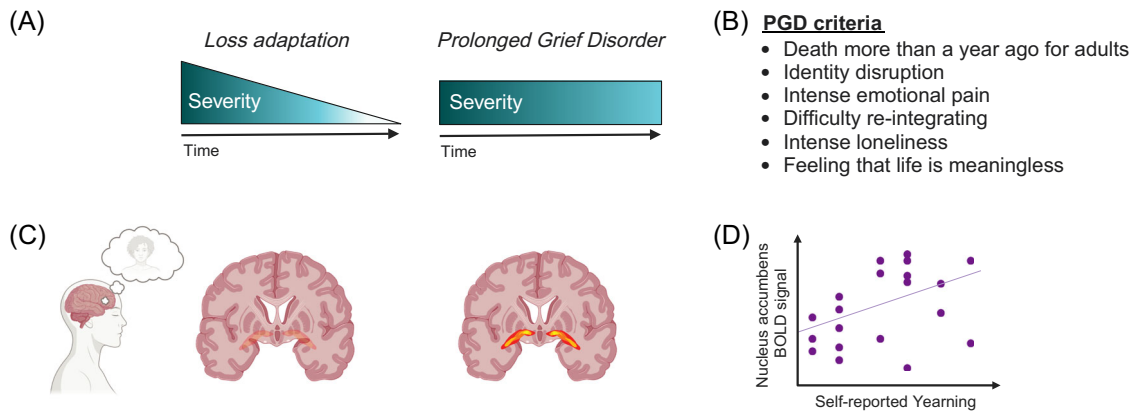 (A)
Loss adaptation
Prolonged Grief Disorder
Severity
Severity
Time
Time
(B) PGD criteria
• Death more than a year ago for adults
• Identity disruption
• Intense emotional pain
• Difficulty re-integrating
• Intense loneliness
• Feeling that life is meaningless
(C)
(D)
Nucleus accumbens
BOLD signal
Self-reported Yearning